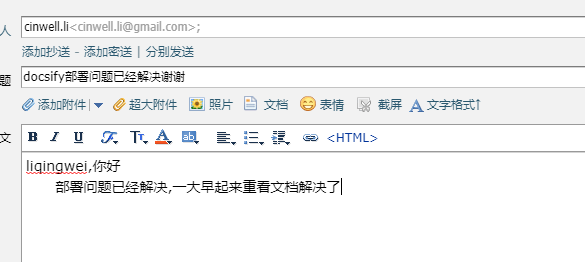 人 cinwell.li<cinwell.li@gmail.com>;
添加抄送 - 添加密送 | 分别发送
题 docsify部署问题已经解决谢谢
添加附件 | 超大附件 照片 文档 表情 截屏 A 文字格式↑
文 B I U F TT A ab <HTML>
liqingwei,你好
部署问题已经解决,一大早起来重看文档解决了